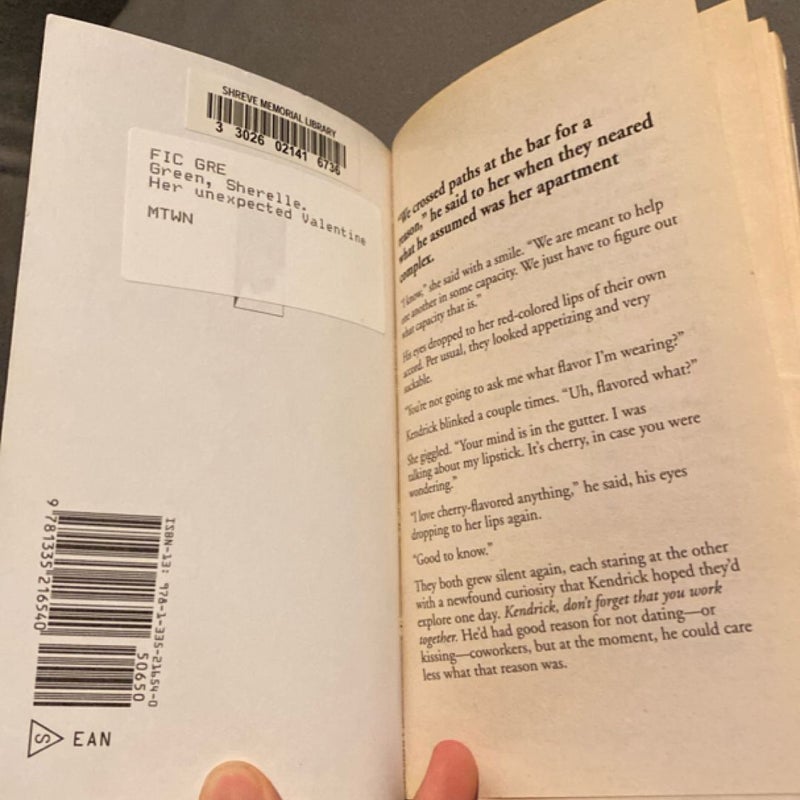 SHREVE MEMORIAL LIBRARY
3 3026 02141 6736
FIC GRE
Green, Sherelle.
Her unexpected Valentine
MTWN
9 781335 216540
ISBN-13: 978-1-335-21654-0
50650
S EAN
"We crossed paths at the bar for a
reason," he said to her when they neared
what he assumed was her apartment
complex.
"I know," she said with a smile. "We are meant to help
one another in some capacity. We just have to figure out
what capacity that is."
His eyes dropped to her red-colored lips of their own
accord. Per usual, they looked appetizing and very
suckable.
"You're not going to ask me what flavor I'm wearing?"
Kendrick blinked a couple times. "Uh, flavored what?"
She giggled. "Your mind is in the gutter. I was
talking about my lipstick. It's cherry, in case you were
wondering."
"I love cherry-flavored anything," he said, his eyes
dropping to her lips again.
"Good to know."
They both grew silent again, each staring at the other
with a newfound curiosity that Kendrick hoped they'd
explore one day. Kendrick, don't forget that you work
together. He'd had good reason for not dating—or
kissing—coworkers, but at the moment, he could care
less what that reason was.